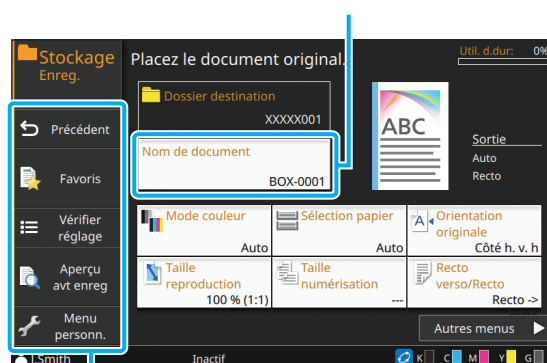 Stockage
Enreg.
Placez le document original.
Util. d.dur: 0%
Précédent
Favoris
Vérifier
réglage
Aperçu
avt enreg
Menu
personn.
Dossier destination
XXXXX001
Nom de document
BOX-0001
ABC
Sortie
Auto
Recto
Mode couleur
Auto
Sélection papier
Auto
A
Orientation
originale
Côté h. v. h
Taille
reproduction
100 % (1:1)
Taille
numérisation
---
Recto
verso/Recto
Recto ->
Autres menus
I.Smith
Inactif
K C M Y G